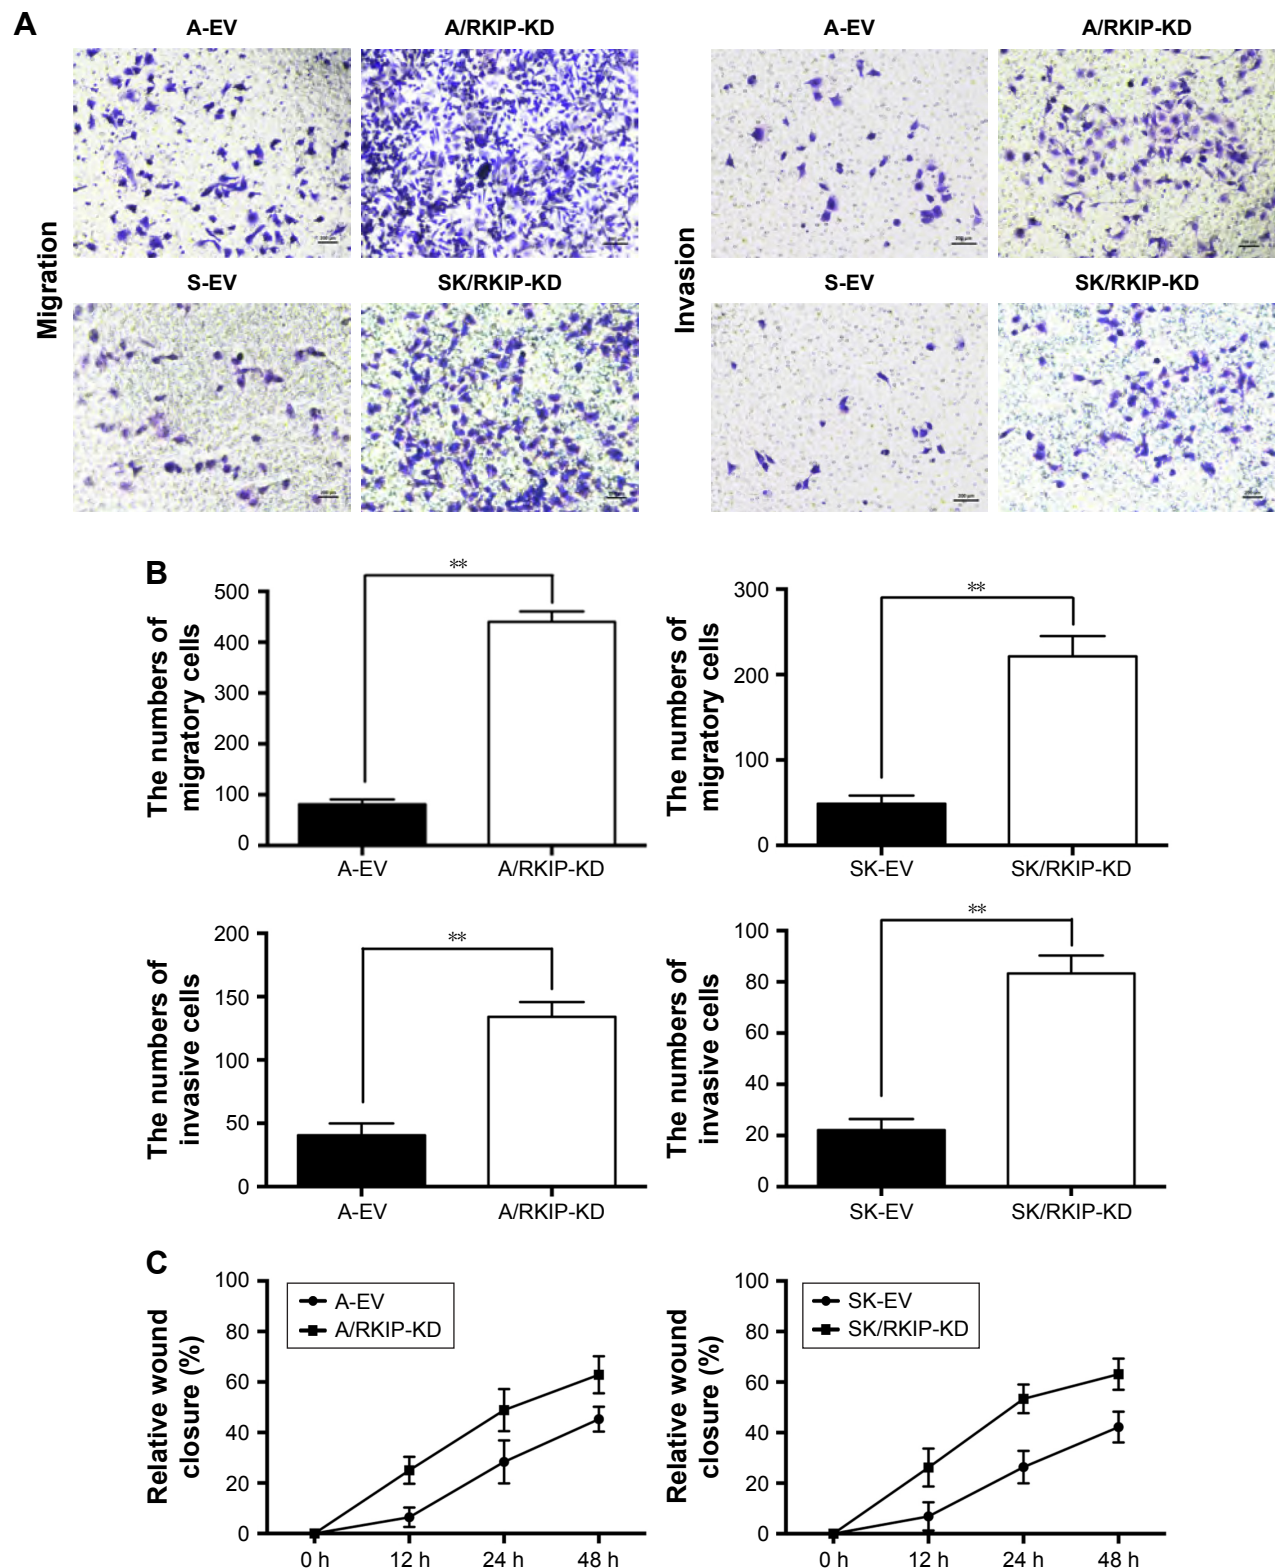 A
A-EV
A/RKIP-KD
A-EV
A/RKIP-KD
Migration
Invasion
S-EV
SK/RKIP-KD
S-EV
SK/RKIP-KD
B
The numbers of
migratory cells
500
400
300
200
100
0
**
A-EV
A/RKIP-KD
The numbers of
migratory cells
300
200
100
0
**
SK-EV
SK/RKIP-KD
The numbers of
invasive cells
200
150
100
50
0
**
A-EV
A/RKIP-KD
The numbers of
invasive cells
100
80
60
40
20
0
**
SK-EV
SK/RKIP-KD
C
Relative wound
closure (%)
100
80
60
40
20
0
A-EV
A/RKIP-KD
0 h
12 h
24 h
48 h
Relative wound
closure (%)
100
80
60
40
20
0
SK-EV
SK/RKIP-KD
0 h
12 h
24 h
48 h